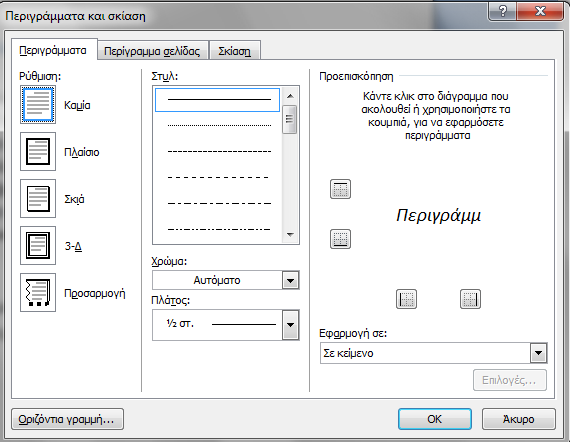 Περιγράμματα και σκίαση
Περιγράμματα
Περίγραμμα σελίδας
Σκίαση
Ρύθμιση:
Καμία
Πλαίσιο
Σκιά
3-Δ
Προσαρμογή
Στυλ:
Χρώμα:
Αυτόματο
Πλάτος:
½ στ.
Προεπισκόπηση
Κάντε κλικ στο διάγραμμα που
ακολουθεί ή χρησιμοποιήστε τα
κουμπιά, για να εφαρμόσετε
περιγράμματα
Περιγράμμ
Εφαρμογή σε:
Σε κείμενο
Επιλογές...
Οριζόντια γραμμή...
OK
Άκυρο